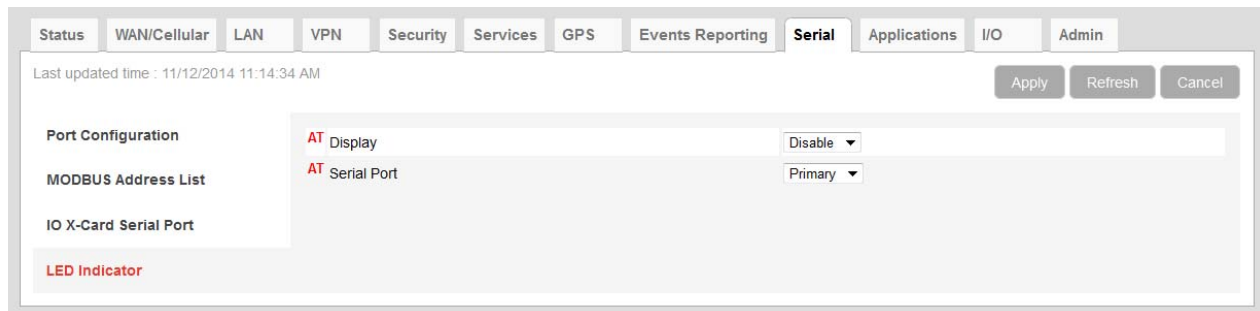 Status WAN/Cellular LAN VPN Security Services GPS Events Reporting Serial Applications I/O Admin
Last updated time : 11/12/2014 11:14:34 AM
Apply Refresh Cancel
Port Configuration
MODBUS Address List
IO X-Card Serial Port
LED Indicator
AT Display Disable
AT Serial Port Primary